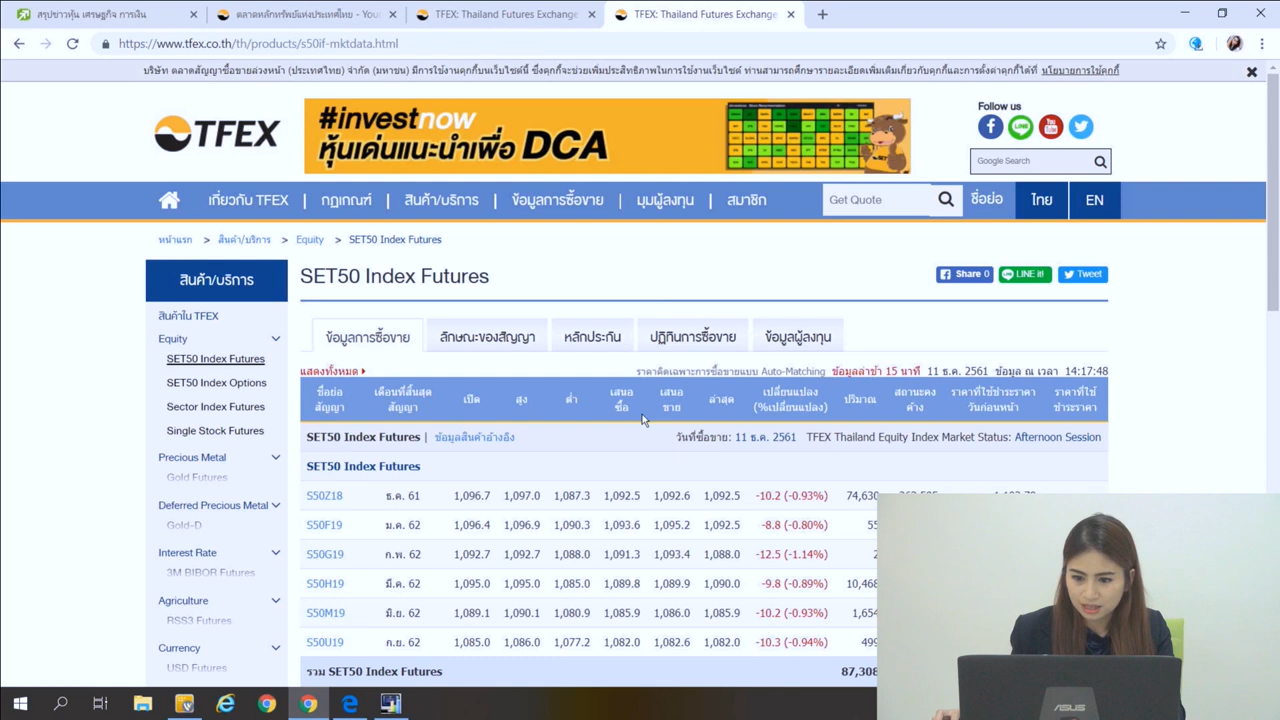 สรุปข่าวหุ้น เศรษฐกิจ การเงิน
ตลาดหลักทรัพย์แห่งประเทศไทย - You
TFEX: Thailand Futures Exchange
TFEX: Thailand Futures Exchange
https://www.tfex.co.th/th/products/s50if-mktdata.html
บริษัท ตลาดสัญญาซื้อขายล่วงหน้า (ประเทศไทย) จำกัด (มหาชน) มีการใช้งานคุกกี้บนเว็บไซต์นี้ ซึ่งคุกกี้จะช่วยเพิ่มประสิทธิภาพในการใช้งานเว็บไซต์ ท่านสามารถศึกษารายละเอียดเพิ่มเติมเกี่ยวกับคุกกี้และการตั้งค่าคุกกี้ได้ที่ นโยบายการใช้คุกกี้
TFEX
#investnow
หุ้นเด่นแนะนำเพื่อ DCA
Follow us
LINE
You Tube
Google Search
เกี่ยวกับ TFEX | กฎเกณฑ์ | สินค้า/บริการ | ข้อมูลการซื้อขาย | มุมผู้ลงทุน | สมาชิก
Get Quote
ชื่อย่อ
ไทย
EN
หน้าแรก > สินค้า/บริการ > Equity > SET50 Index Futures
สินค้า/บริการ
สินค้าใน TFEX
Equity
SET50 Index Futures
SET50 Index Options
Sector Index Futures
Single Stock Futures
Precious Metal
Gold Futures
Deferred Precious Metal
Gold-D
Interest Rate
3M BIBOR Futures
Agriculture
RSS3 Futures
Currency
USD Futures
SET50 Index Futures
Share 0
LINE it!
Tweet
ข้อมูลการซื้อขาย
ลักษณะของสัญญา
หลักประกัน
ปฏิทินการซื้อขาย
ข้อมูลผู้ลงทุน
แสดงทั้งหมด
ราคาคิดเฉพาะการซื้อขายแบบ Auto-Matching ข้อมูลล่าช้า 15 นาที 11 ธ.ค. 2561 ข้อมูล ณ เวลา 14:17:48
ชื่อย่อ สัญญา
เดือนที่สิ้นสุด สัญญา
เปิด
สูง
ต่ำ
เสนอ ซื้อ
เสนอ ขาย
ล่าสุด
เปลี่ยนแปลง (%เปลี่ยนแปลง)
ปริมาณ
สถานะคง ค้าง
ราคาที่ใช้ชำระราคา วันก่อนหน้า
ราคาที่ใช้ ชำระราคา
SET50 Index Futures | ข้อมูลสินค้าอ้างอิง
วันที่ซื้อขาย: 11 ธ.ค. 2561 TFEX Thailand Equity Index Market Status: Afternoon Session
SET50 Index Futures
S50Z18 ธ.ค. 61 1,096.7 1,097.0 1,087.3 1,092.5 1,092.6 1,092.5 -10.2 (-0.93%) 74,630
S50F19 ม.ค. 62 1,096.4 1,096.9 1,090.3 1,093.6 1,095.2 1,092.5 -8.8 (-0.80%) 55
S50G19 ก.พ. 62 1,092.7 1,092.7 1,088.0 1,091.3 1,093.4 1,088.0 -12.5 (-1.14%) 2
S50H19 มี.ค. 62 1,095.0 1,095.0 1,085.0 1,089.8 1,089.9 1,090.0 -9.8 (-0.89%) 10,468
S50M19 มิ.ย. 62 1,089.1 1,090.1 1,080.9 1,085.9 1,086.0 1,085.9 -10.2 (-0.93%) 1,654
S50U19 ก.ย. 62 1,085.0 1,086.0 1,077.2 1,082.0 1,082.6 1,082.0 -10.3 (-0.94%) 499
รวม SET50 Index Futures 87,308
ASUS